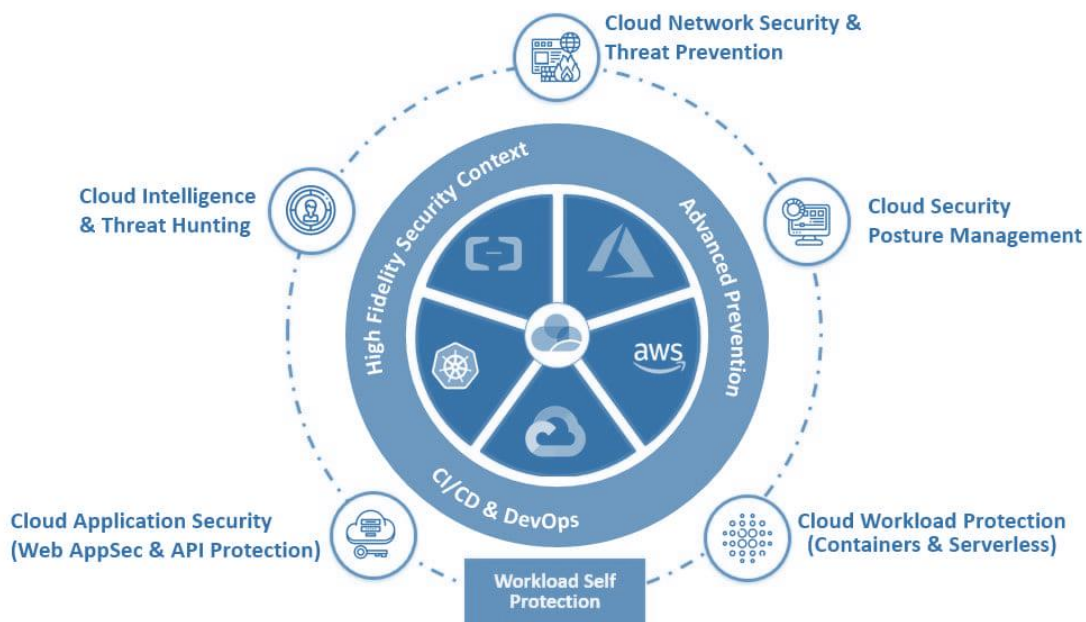 Cloud Network Security &
Threat Prevention
Cloud Intelligence
& Threat Hunting
Cloud Security
Posture Management
High Fidelity Security Context
Advanced Prevention
aws
CI/CD & DevOps
Cloud Application Security
(Web AppSec & API Protection)
Cloud Workload Protection
(Containers & Serverless)
Workload Self
Protection